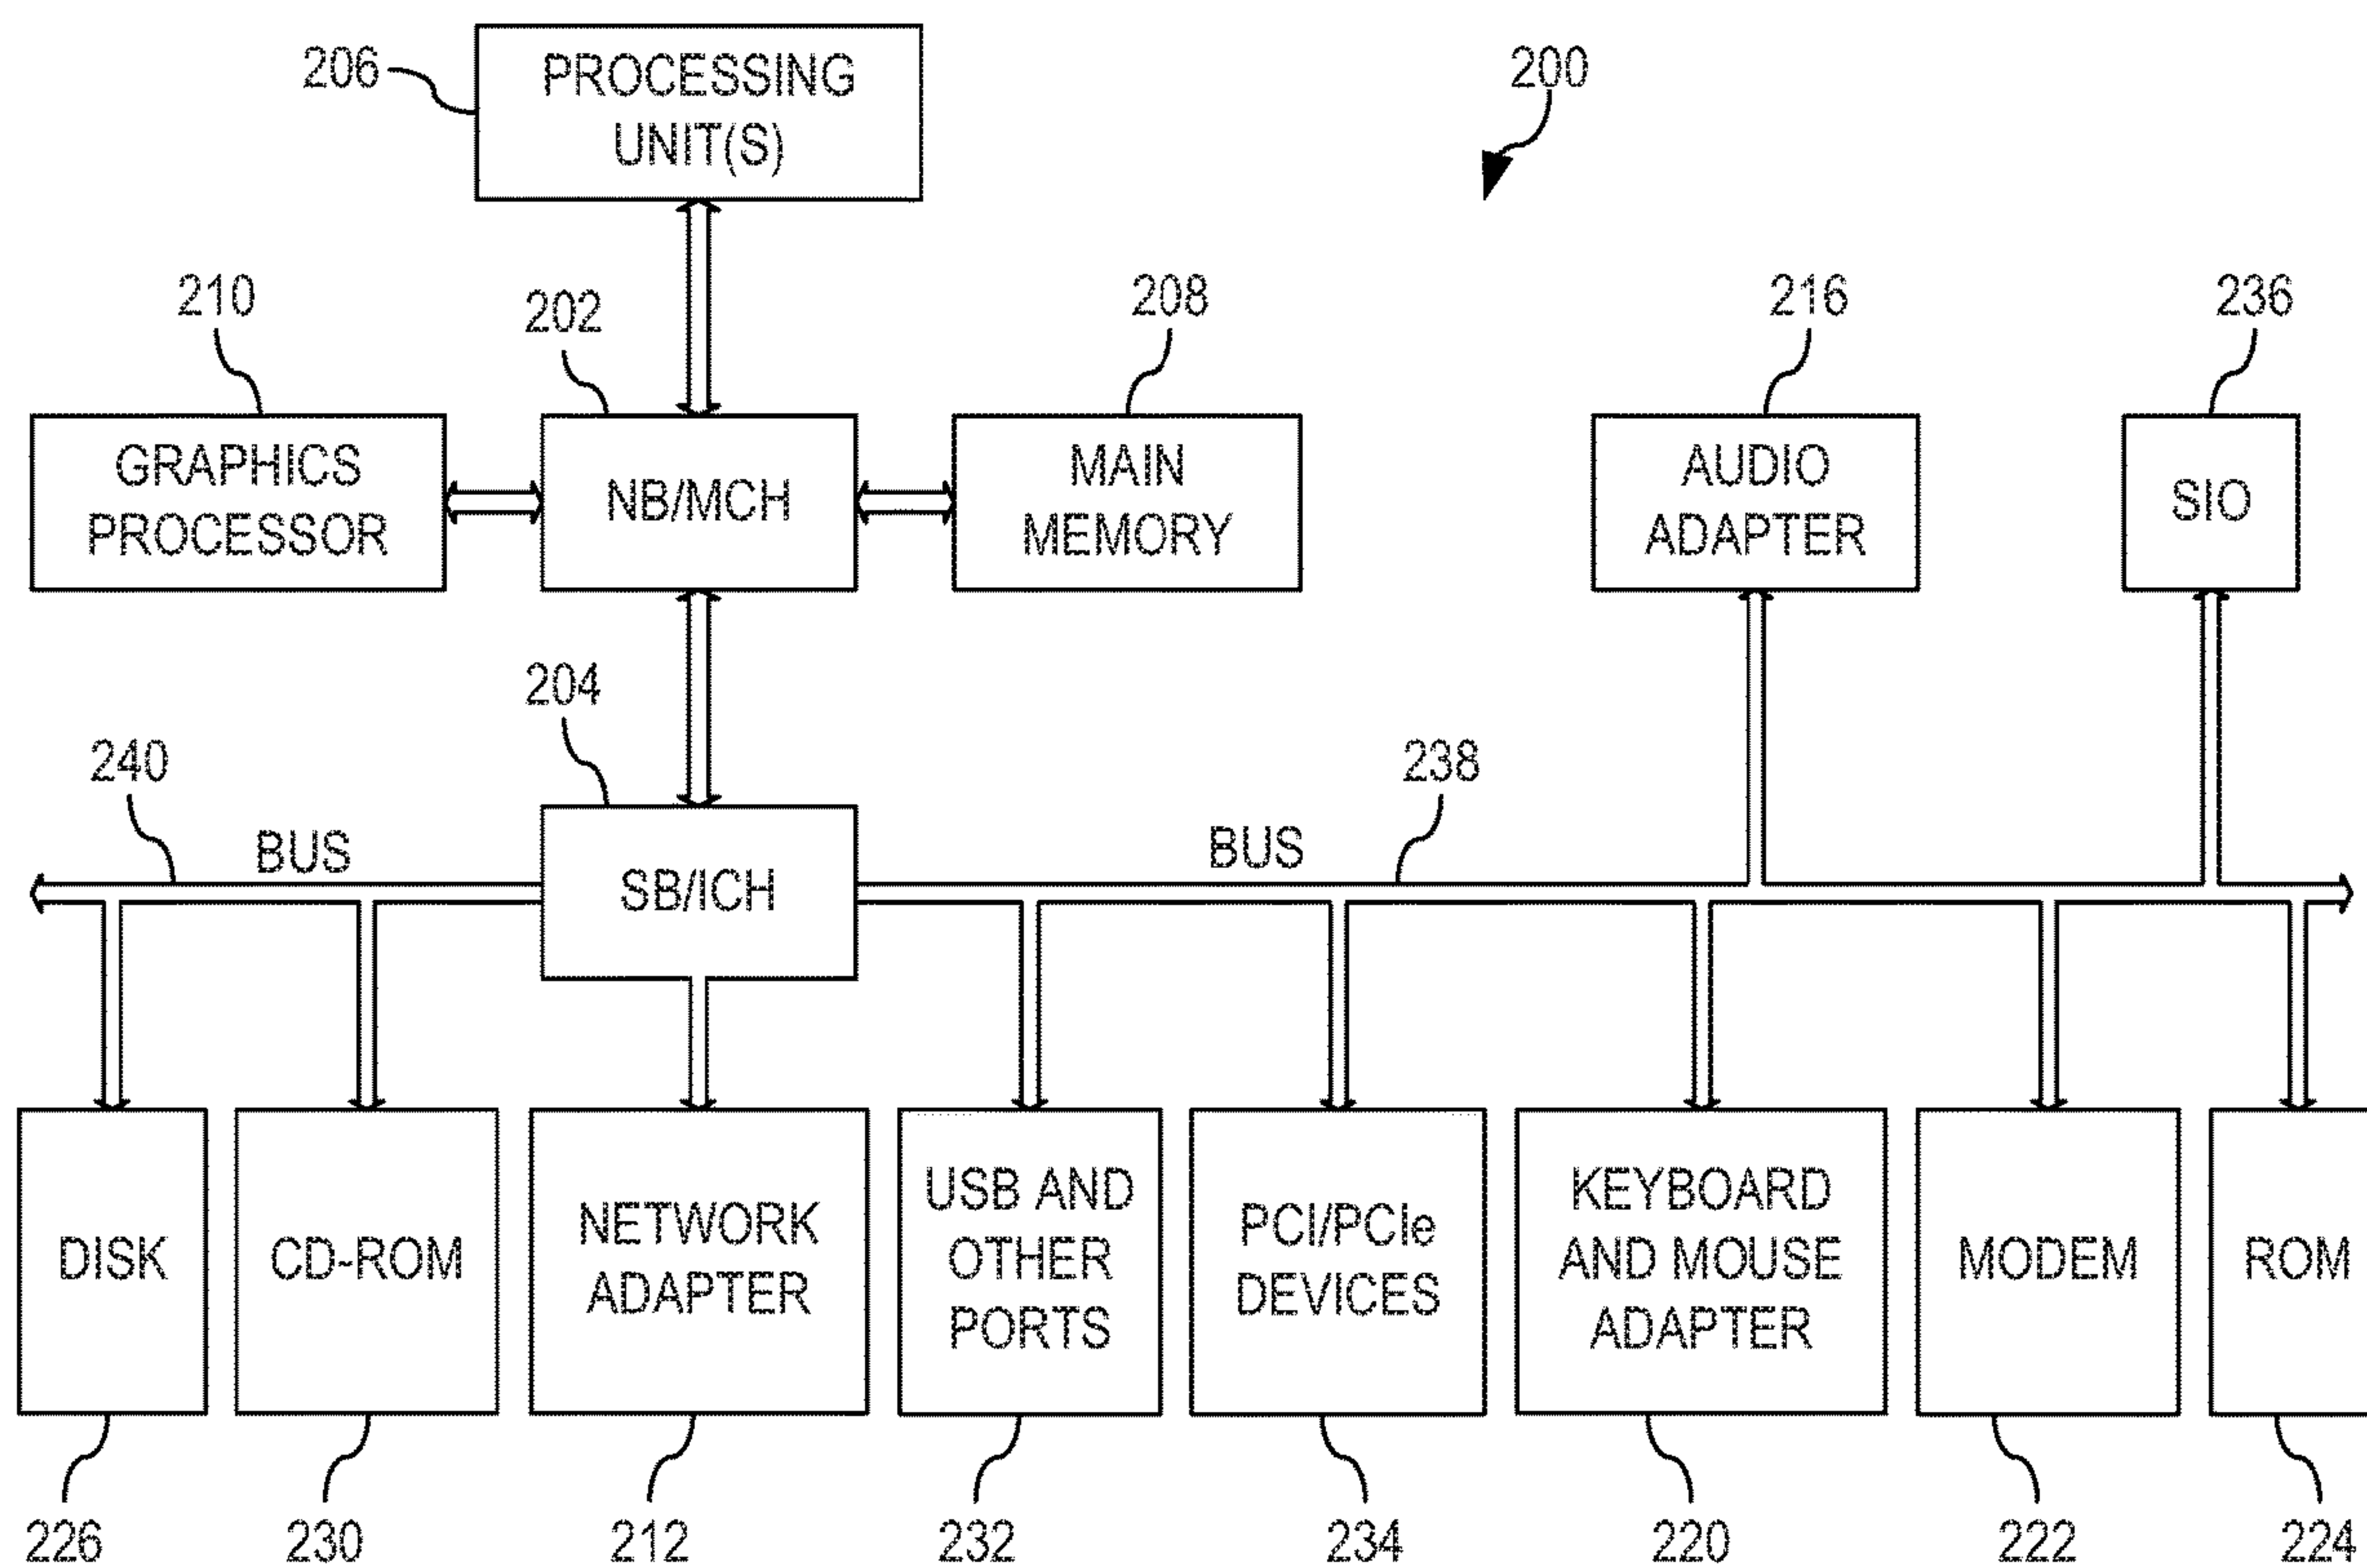 206
PROCESSING
UNIT(S)
200
210
202
208
216
236
GRAPHICS
PROCESSOR
NB/MCH
MAIN
MEMORY
AUDIO
ADAPTER
SIO
204
240
238
BUS
SB/ICH
BUS
DISK
CD-ROM
NETWORK
ADAPTER
USB AND
OTHER
PORTS
PCI/PCIe
DEVICES
KEYBOARD
AND MOUSE
ADAPTER
MODEM
ROM
226
230
212
232
234
220
222
224